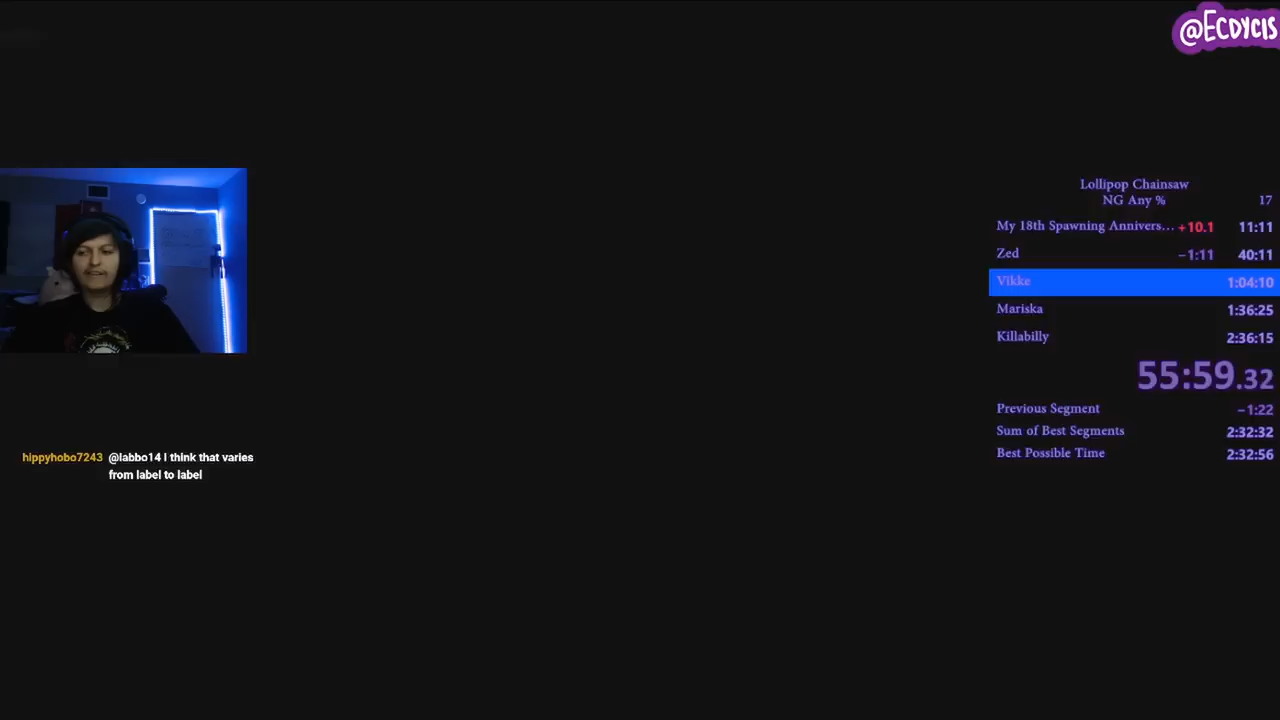 @ECDYCIS
Lollipop Chainsaw
NG Any % 17
My 18th Spawning Annivers... +10.1 11:11
Zed −1:11 40:11
Vikke 1:04:10
Mariska 1:36:25
Killabilly 2:36:15
55:59.32
Previous Segment −1:22
Sum of Best Segments 2:32:32
Best Possible Time 2:32:56
hippyhobo7243 @labbo14 I think that varies
from label to label